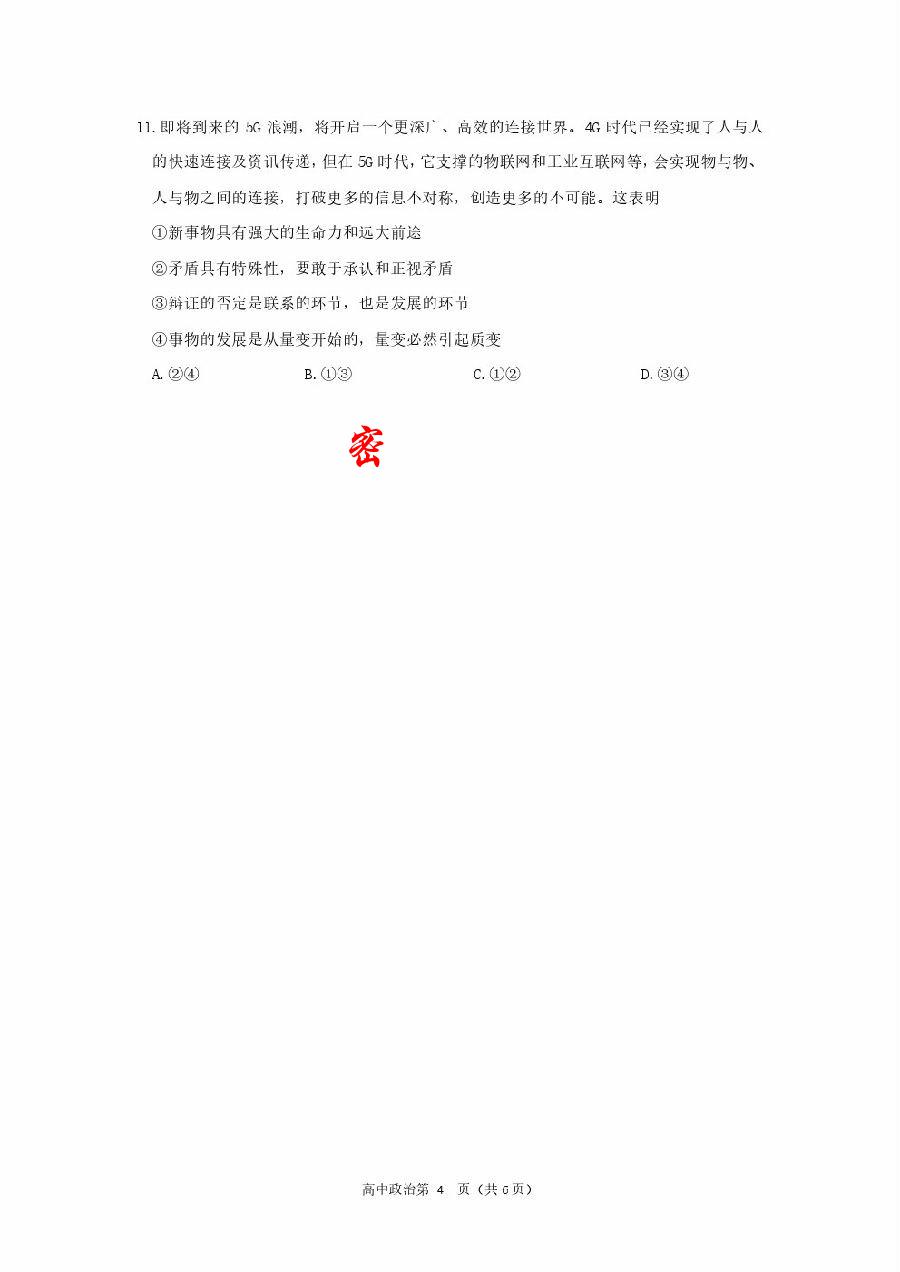 11.即将到来的 5G 浪潮，将开启一个更深广、高效的连接世界。4G 时代已经实现了人与人
的快速连接及资讯传递，但在 5G 时代，它支撑的物联网和工业互联网等，会实现物与物、
人与物之间的连接，打破更多的信息不对称，创造更多的不可能。这表明
①新事物具有强大的生命力和远大前途
②矛盾具有特殊性，要敢于承认和正视矛盾
③辩证的否定是联系的环节，也是发展的环节
④事物的发展是从量变开始的，量变必然引起质变
A.②④ B.①③ C.①② D.③④
密
高中政治第 4 页（共 6 页）